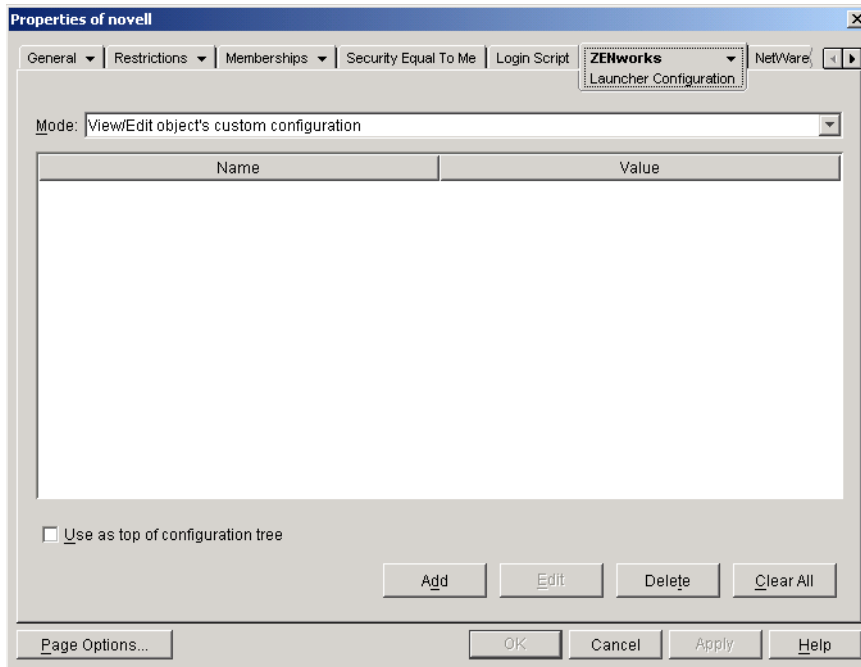 Properties of novell
General Restrictions Memberships Security Equal To Me Login Script ZENworks NetWare
Launcher Configuration
Mode: View/Edit object's custom configuration
Name Value
Use as top of configuration tree
Add Edit Delete Clear All
Page Options... OK Cancel Apply Help